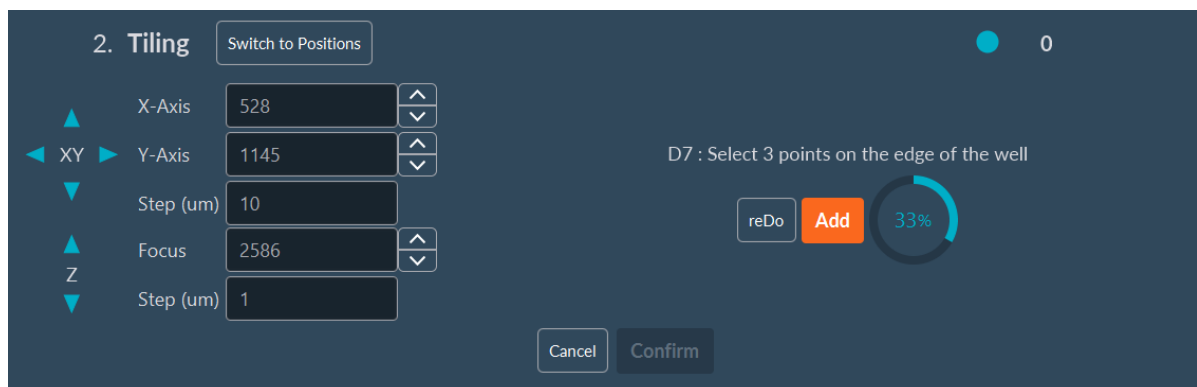 2. Tiling Switch to Positions 0
X-Axis 528
XY Y-Axis 1145 D7 : Select 3 points on the edge of the well
Step (um) 10 reDo Add 33%
Focus 2586
Z
Step (um) 1
Cancel Confirm